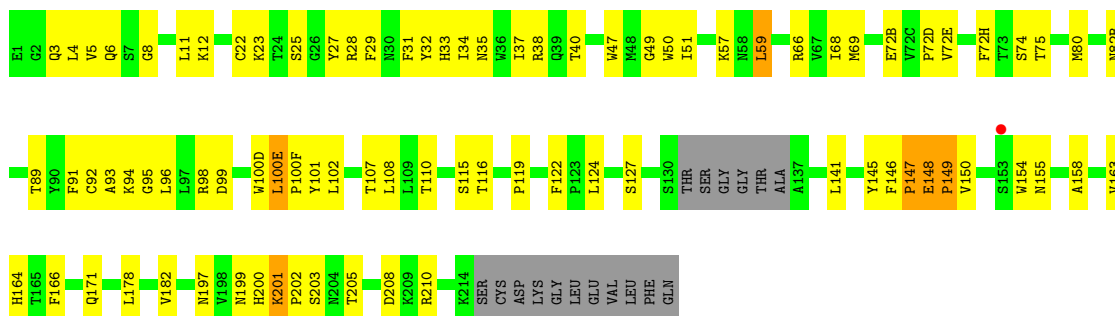 E1 G2 Q3 L4 V5 Q6 S7 G8 L11 K12 C22 K23 T24 S25 G26 Y27 R28 F29 N30 F31 Y32 H33 I34 N35 W36 I37 R38 Q39 T40 W47 M48 G49 W50 I51 K57 N58 L59 R66 V67 I68 M69 E72B V72C P72D V72E F72H T73 S74 T75 M80
T89 Y90 F91 C92 A93 K94 G95 L96 L97 R98 D99 W100D L100E P100F Y101 L102 T107 L108 L109 T110 S115 T116 P119 F122 P123 L124 S127 S130 THR SER GLY GLY THR ALA A137 L141 Y145 F146 P147 E148 P149 V150 S153 W154 N155 A158
H164 T165 F166 Q171 L178 V182 N197 V198 N199 H200 K201 P202 S203 N204 T205 D208 K209 R210 K214 SER CYS ASP LYS GLY LEU GLU VAL LEU PHE GLN